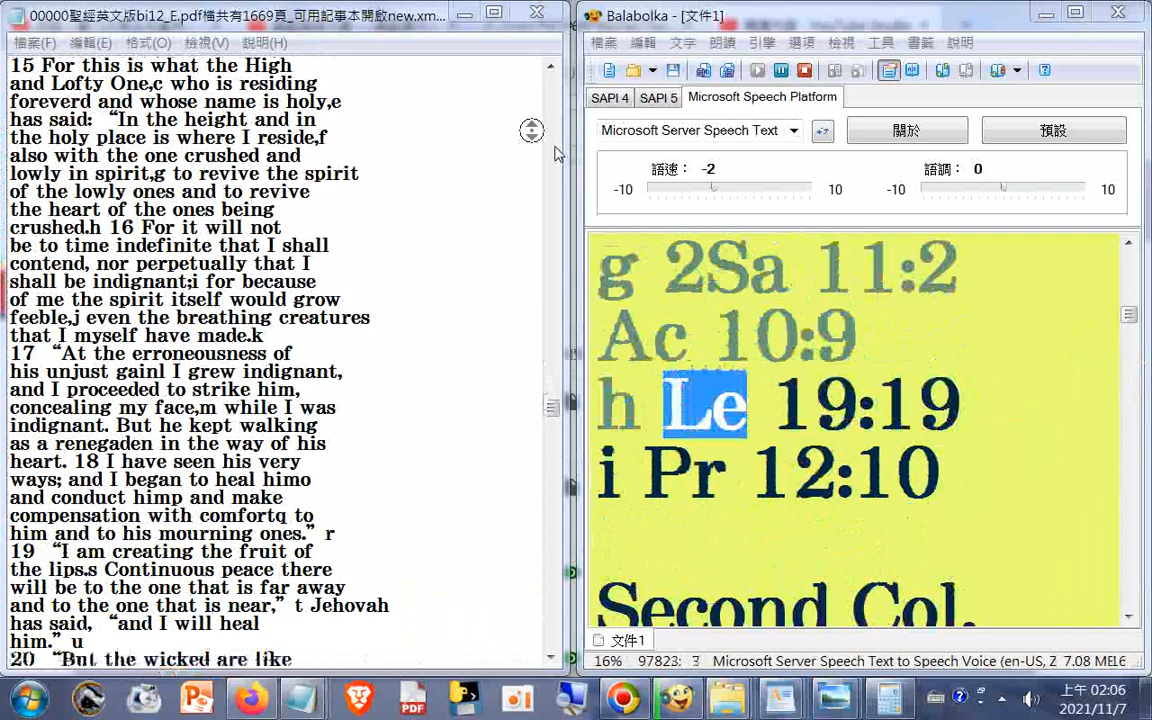 00000聖經英文版bi12_E.pdf檔共有1669頁_可用記事本開啟new.xm...
檔案(F) 編輯(E) 格式(O) 檢視(V) 說明(H)
15 For this is what the High
and Lofty One,c who is residing
foreverd and whose name is holy,e
has said: “In the height and in
the holy place is where I reside,f
also with the one crushed and
lowly in spirit,g to revive the spirit
of the lowly ones and to revive
the heart of the ones being
crushed.h 16 For it will not
be to time indefinite that I shall
contend, nor perpetually that I
shall be indignant;i for because
of me the spirit itself would grow
feeble,j even the breathing creatures
that I myself have made.k
17 “At the erroneousness of
his unjust gainl I grew indignant,
and I proceeded to strike him,
concealing my face,m while I was
indignant. But he kept walking
as a renegaden in the way of his
heart. 18 I have seen his very
ways; and I began to heal himo
and conduct himp and make
compensation with comfortq to
him and to his mourning ones.” r
19 “I am creating the fruit of
the lips.s Continuous peace there
will be to the one that is far away
and to the one that is near,” t Jehovah
has said, “and I will heal
him.” u
20 “But the wicked are like
Balabolka - [文件1]
檔案 編輯 文字 朗讀 引擎 選項 檢視 工具 書籤 說明
SAPI 4 SAPI 5 Microsoft Speech Platform
Microsoft Server Speech Text 關於 預設
語速: -2 語調: 0
-10 10 -10 10
g 2Sa 11:2
Ac 10:9
h Le 19:19
i Pr 12:10
Second Col.
文件1
16% 97823: 3 Microsoft Server Speech Text to Speech Voice (en-US, Z 7.08 ME
上午 02:06
2021/11/7